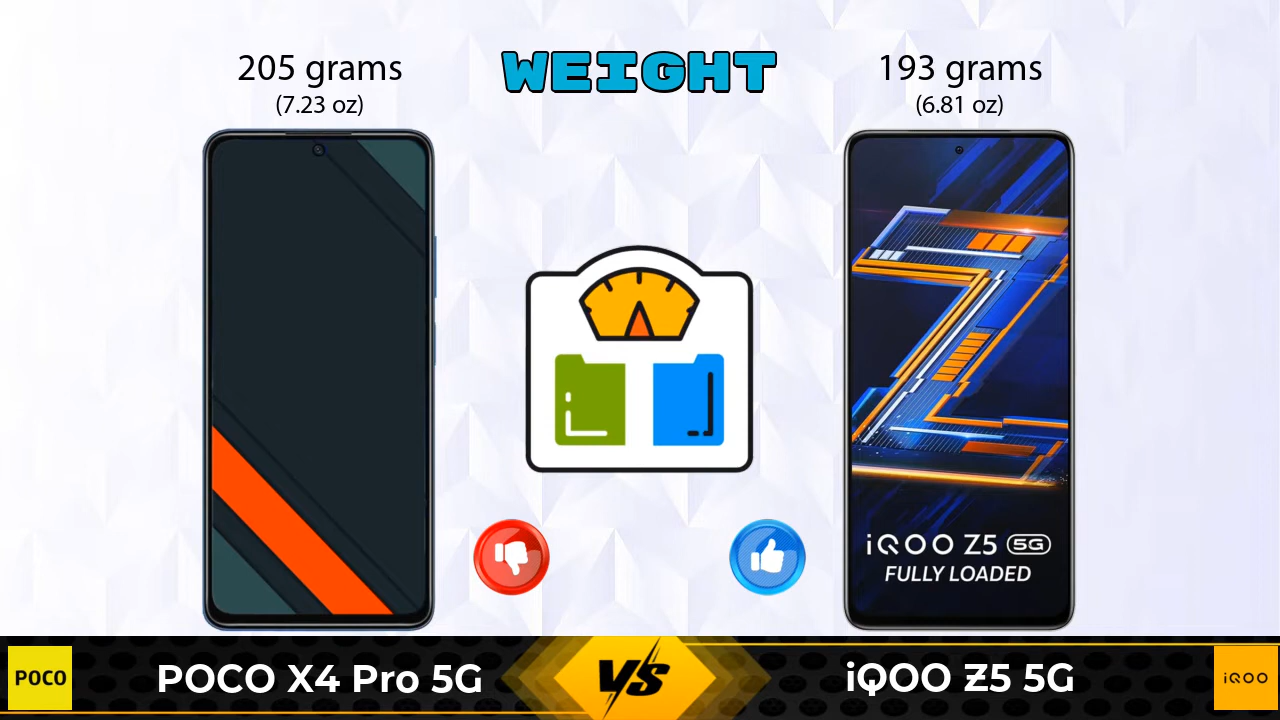 WEIGHT
205 grams
(7.23 oz)
193 grams
(6.81 oz)
iQOO Z5 5G
FULLY LOADED
POCO
POCO X4 Pro 5G
VS
iQOO Z5 5G
iQOO